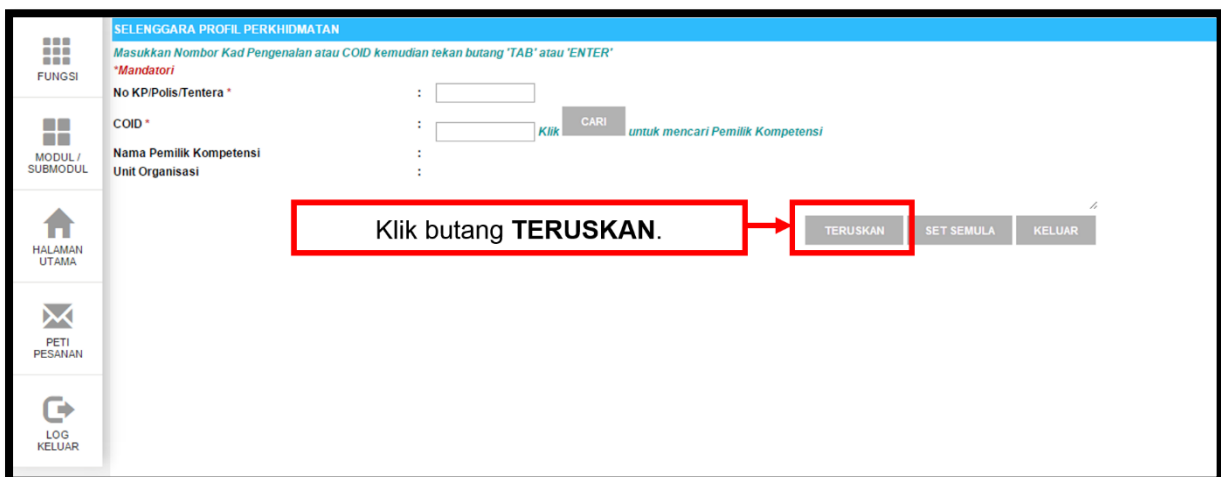 SELENGGARA PROFIL PERKHIDMATAN
Masukkan Nombor Kad Pengenalan atau COID kemudian tekan butang 'TAB' atau 'ENTER'
*Mandatori
No KP/Polis/Tentera * :
COID * : Klik CARI untuk mencari Pemilik Kompetensi
Nama Pemilik Kompetensi :
Unit Organisasi :
Klik butang TERUSKAN.
TERUSKAN SET SEMULA KELUAR
FUNGSI
MODUL /
SUBMODUL
HALAMAN
UTAMA
PETI
PESANAN
LOG
KELUAR